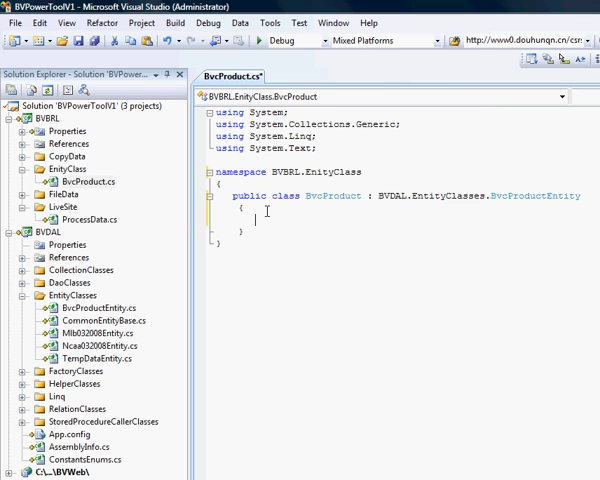 BVPowerToolV1 - Microsoft Visual Studio (Administrator)
File Edit View Refactor Project Build Debug Data Tools Test Window Help
Debug Mixed Platforms http://www0.douhunqn.cn/csn
Solution Explorer - Solution 'BVPower...
BvcProduct.cs*
BVBRL.EnityClass.BvcProduct
Solution 'BVPowerToolV1' (3 projects)
BVBRL
Properties
References
CopyData
EnityClass
BvcProduct.cs
FileData
LiveSite
ProcessData.cs
BVDAL
Properties
References
CollectionClasses
DaoClasses
EntityClasses
BvcProductEntity.cs
CommonEntityBase.cs
Mlb032008Entity.cs
Ncaa032008Entity.cs
TempDataEntity.cs
FactoryClasses
HelperClasses
Linq
RelationClasses
StoredProcedureCallerClasses
App.config
AssemblyInfo.cs
ConstantsEnums.cs
C:\...\BVWeb\
using System;
using System.Collections.Generic;
using System.Linq;
using System.Text;
namespace BVBRL.EnityClass
{
public class BvcProduct : BVDAL.EntityClasses.BvcProductEntity
{
}
}